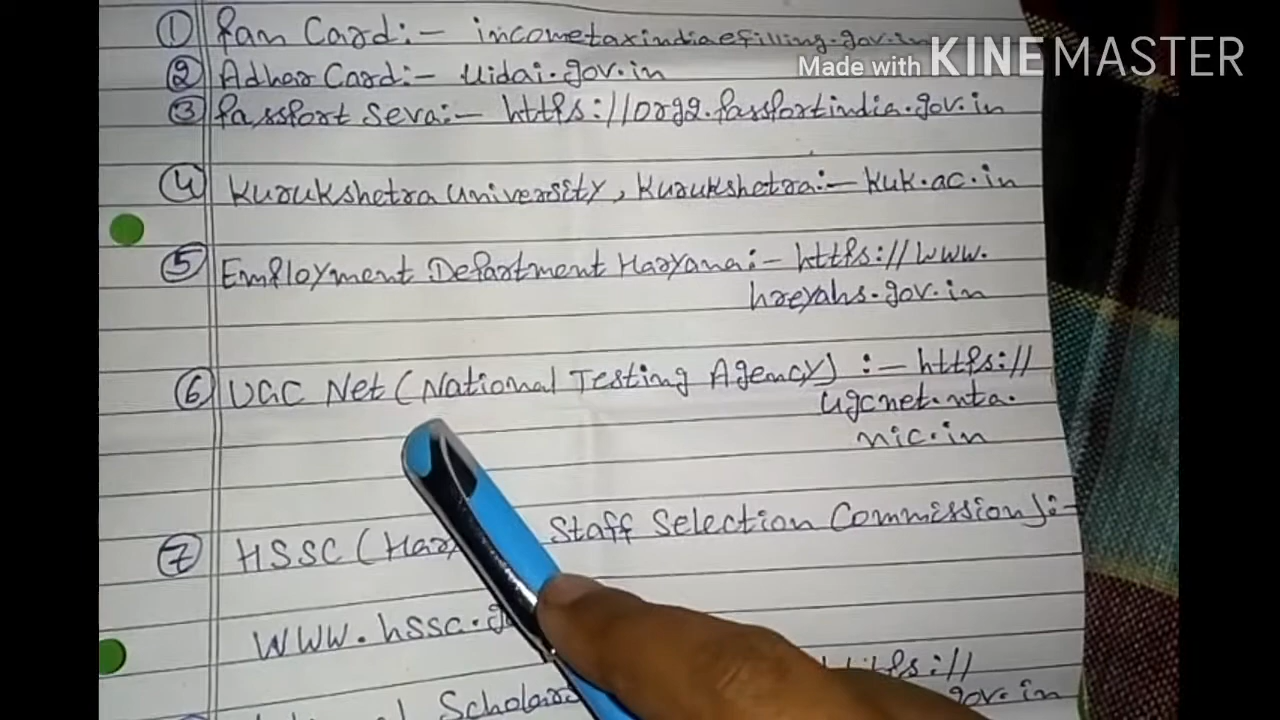 ① Pan Card:- incometaxindiaefilling.gov.in
Made with KINEMASTER
② Adhar Card:- uidai.gov.in
③ Passport Seva:- https://org2.passportindia.gov.in
④ Kurukshetra University, Kurukshetra:- kuk.ac.in
⑤ Employment Department Haryana:- https://www.
hreyahs.gov.in
⑥ UGC Net (National Testing Agency) :- https://
ugcnet.nta.
nic.in
⑦ HSSC ( Staff Selection Commission):-
www.hssc.
gov.in